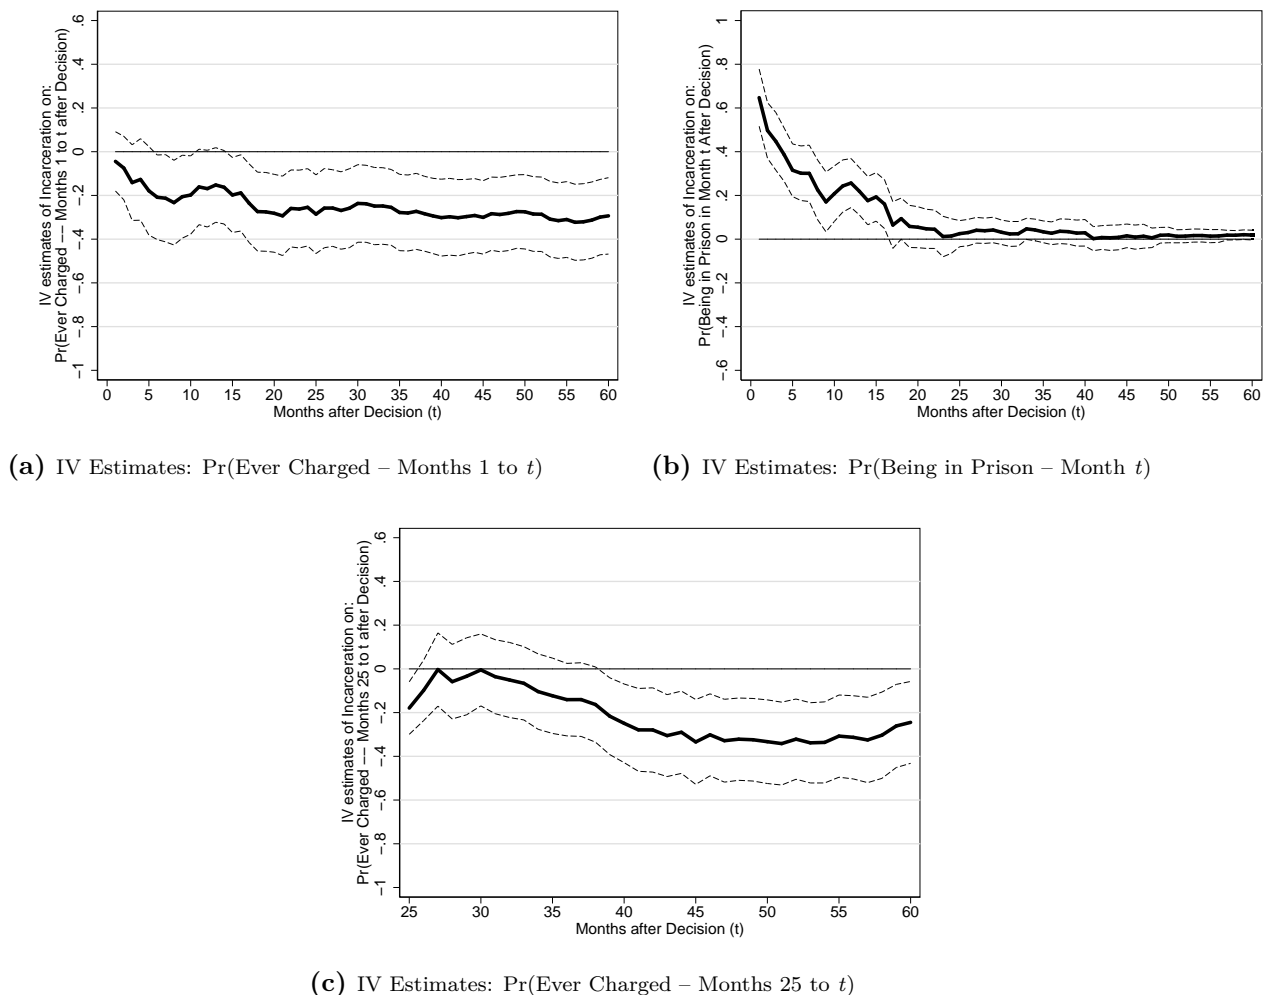 IV estimates of Incarceration on:
Pr(Ever Charged −− Months 1 to t after Decision)
.6
.4
.2
0
−.2
−.4
−.6
−.8
−1
0 5 10 15 20 25 30 35 40 45 50 55 60
Months after Decision (t)
(a) IV Estimates: Pr(Ever Charged – Months 1 to t)
IV estimates of Incarceration on:
Pr(Being in Prison in Month t After Decision)
1
.8
.6
.4
.2
0
−.2
−.4
−.6
0 5 10 15 20 25 30 35 40 45 50 55 60
Months after Decision (t)
(b) IV Estimates: Pr(Being in Prison – Month t)
IV estimates of Incarceration on:
Pr(Ever Charged −− Months 25 to t after Decision)
.6
.4
.2
0
−.2
−.4
−.6
−.8
−1
25 30 35 40 45 50 55 60
Months after Decision (t)
(c) IV Estimates: Pr(Ever Charged – Months 25 to t)